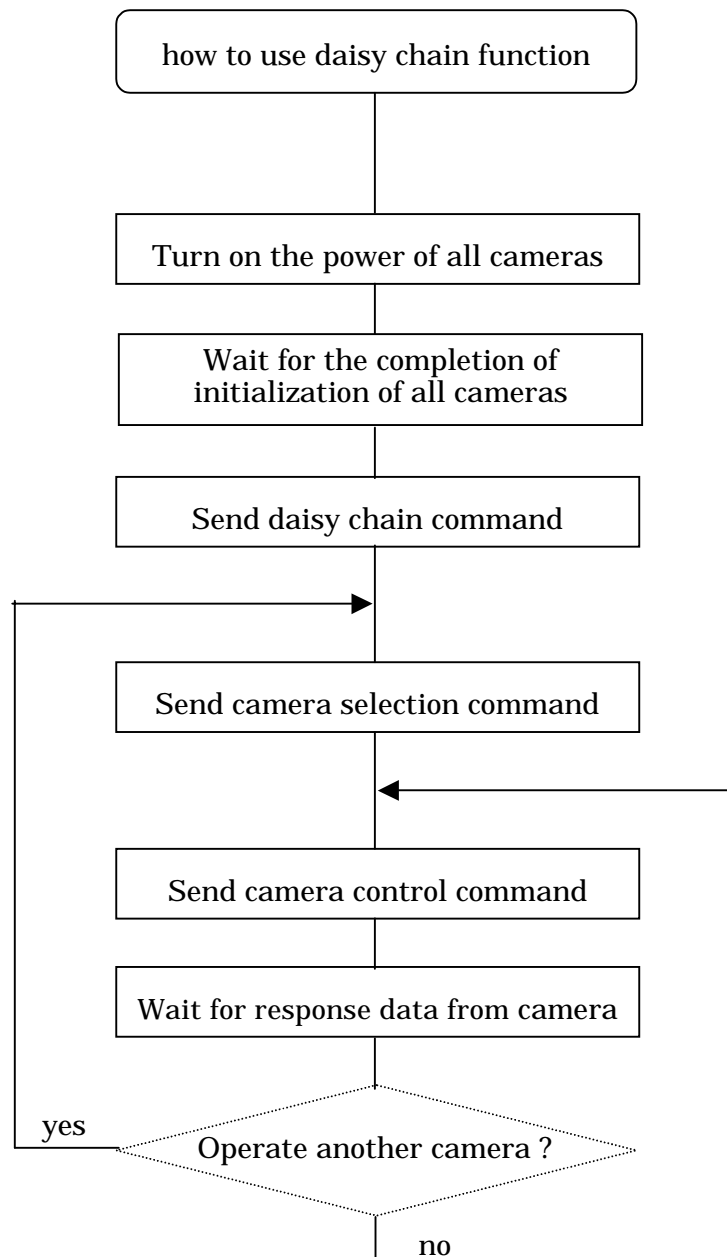 how to use daisy chain function
Turn on the power of all cameras
Wait for the completion of
initialization of all cameras
Send daisy chain command
Send camera selection command
Send camera control command
Wait for response data from camera
yes
Operate another camera ?
no